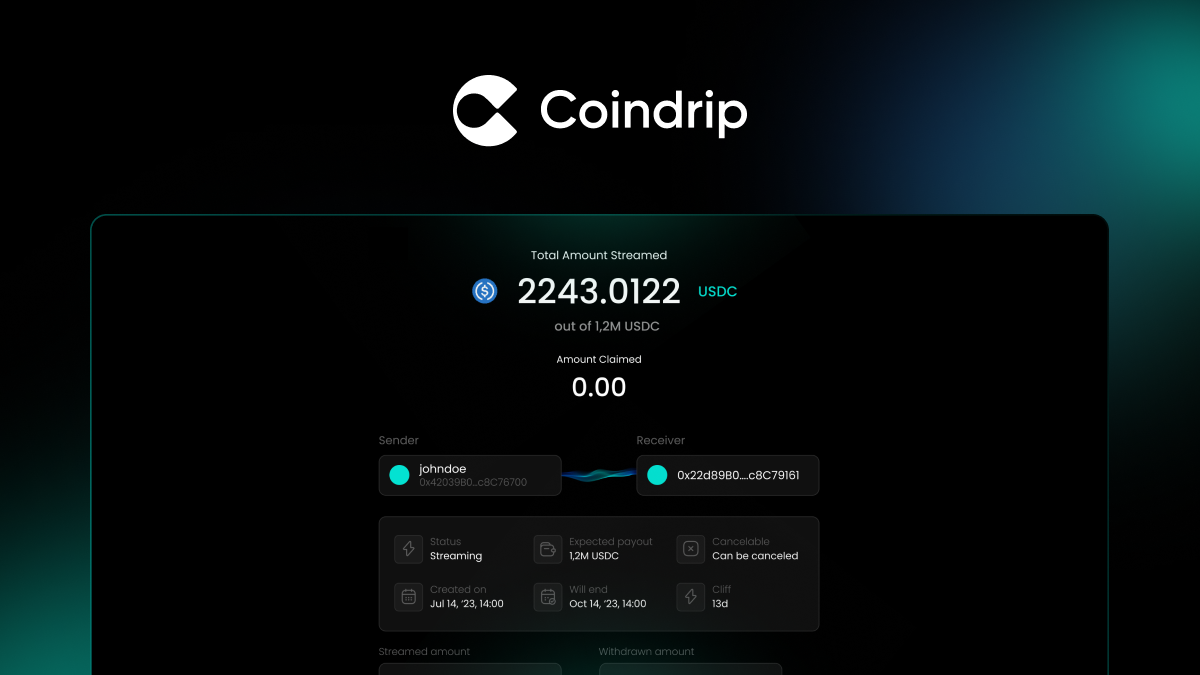 Coindrip
Total Amount Streamed
2243.0122 USDC
out of 1,2M USDC
Amount Claimed
0.00
Sender
Receiver
johndoe
0x42039B0...c8C76700
0x22d89B0....c8C79161
Status
Streaming
Expected payout
1,2M USDC
Cancelable
Can be canceled
Created on
Jul 14, ‘23, 14:00
Will end
Oct 14, ‘23, 14:00
Cliff
13d
Streamed amount
Withdrawn amount